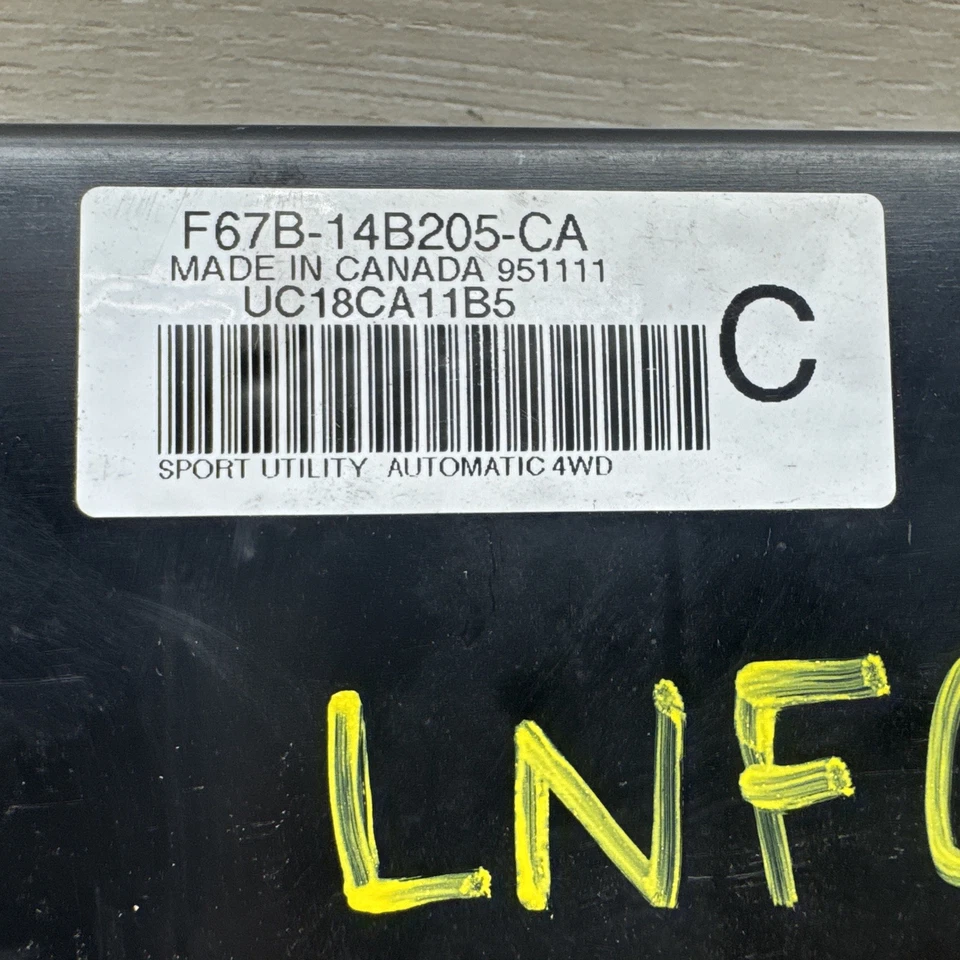 F67B-14B205-CA
MADE IN CANADA 951111
UC18CA11B5
C
SPORT UTILITY AUTOMATIC 4WD
LNF